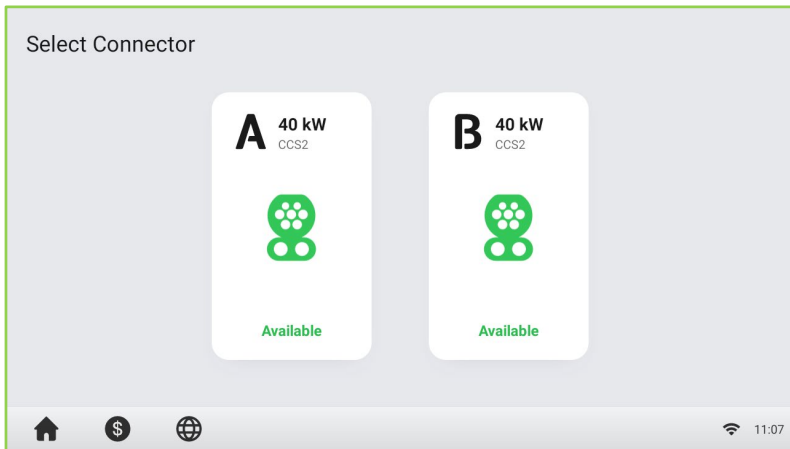 Select Connector
A 40 kW
CCS2
Available
B 40 kW
CCS2
Available
$
11:07